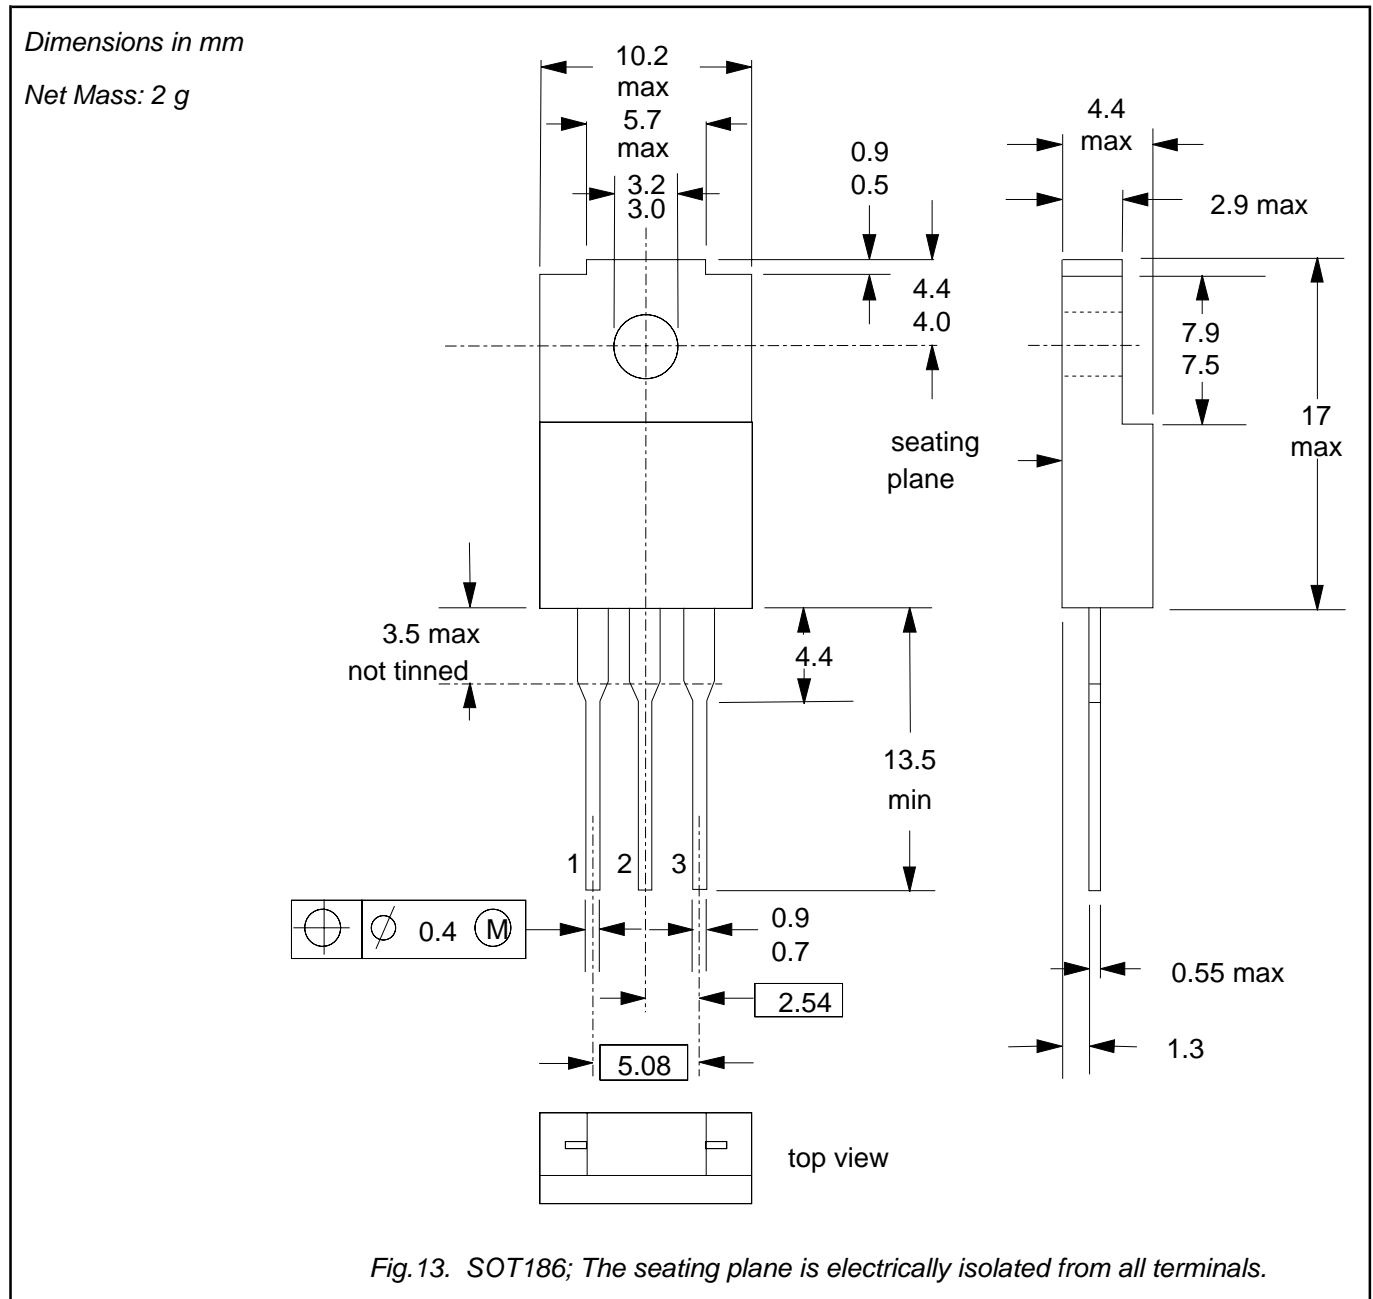 Dimensions in mm
Net Mass: 2 g
10.2
max
5.7
max
3.2
3.0
0.9
0.5
4.4
4.0
4.4
max
2.9 max
7.9
7.5
17
max
seating
plane
3.5 max
not tinned
4.4
13.5
min
1 2 3
0.4 M
0.9
0.7
2.54
5.08
0.55 max
1.3
top view
Fig.13. SOT186; The seating plane is electrically isolated from all terminals.